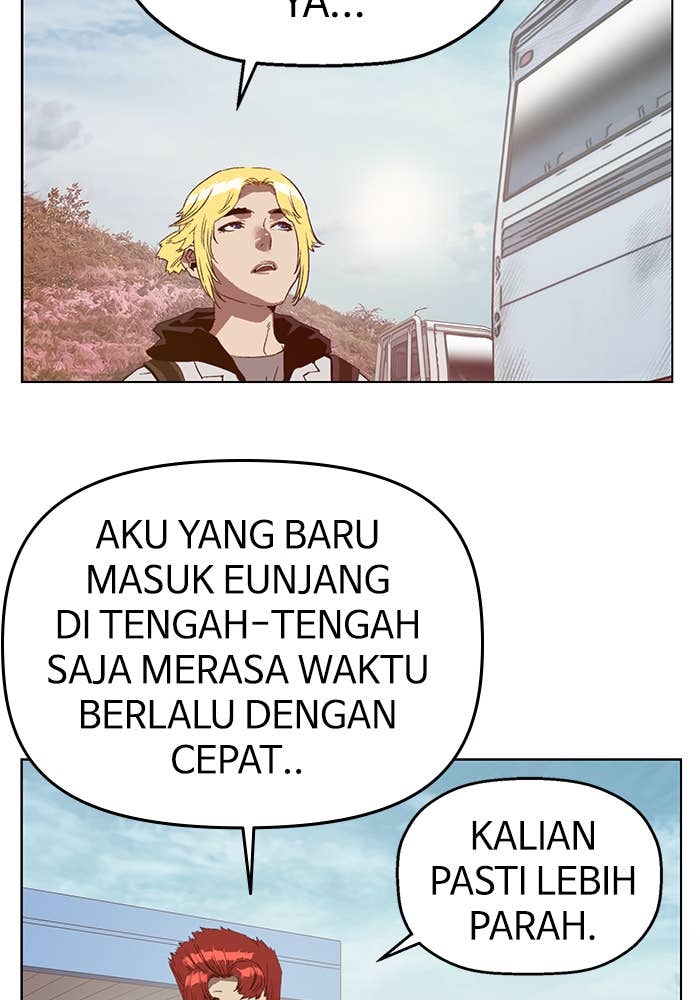 YA...
AKU YANG BARU
MASUK EUNJANG
DI TENGAH-TENGAH
SAJA MERASA WAKTU
BERLALU DENGAN
CEPAT..
KALIAN
PASTI LEBIH
PARAH.